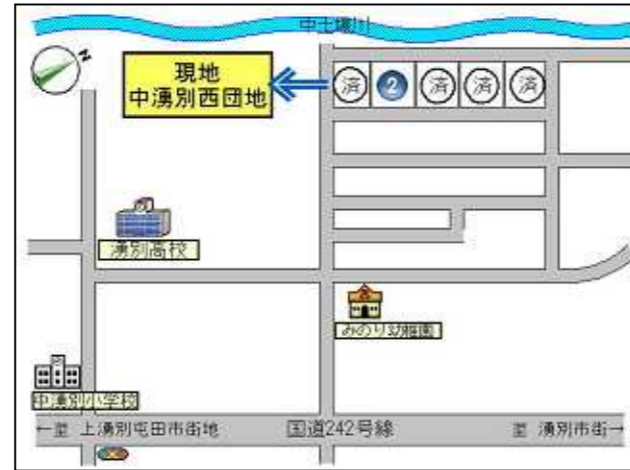 中土場川
N
現地
中湧別西団地
済 2 済 済 済
湧別高校
みのり幼稚園
中湧別小学校
←至 上湧別屯田市街地
国道242号線
至 湧別市街→